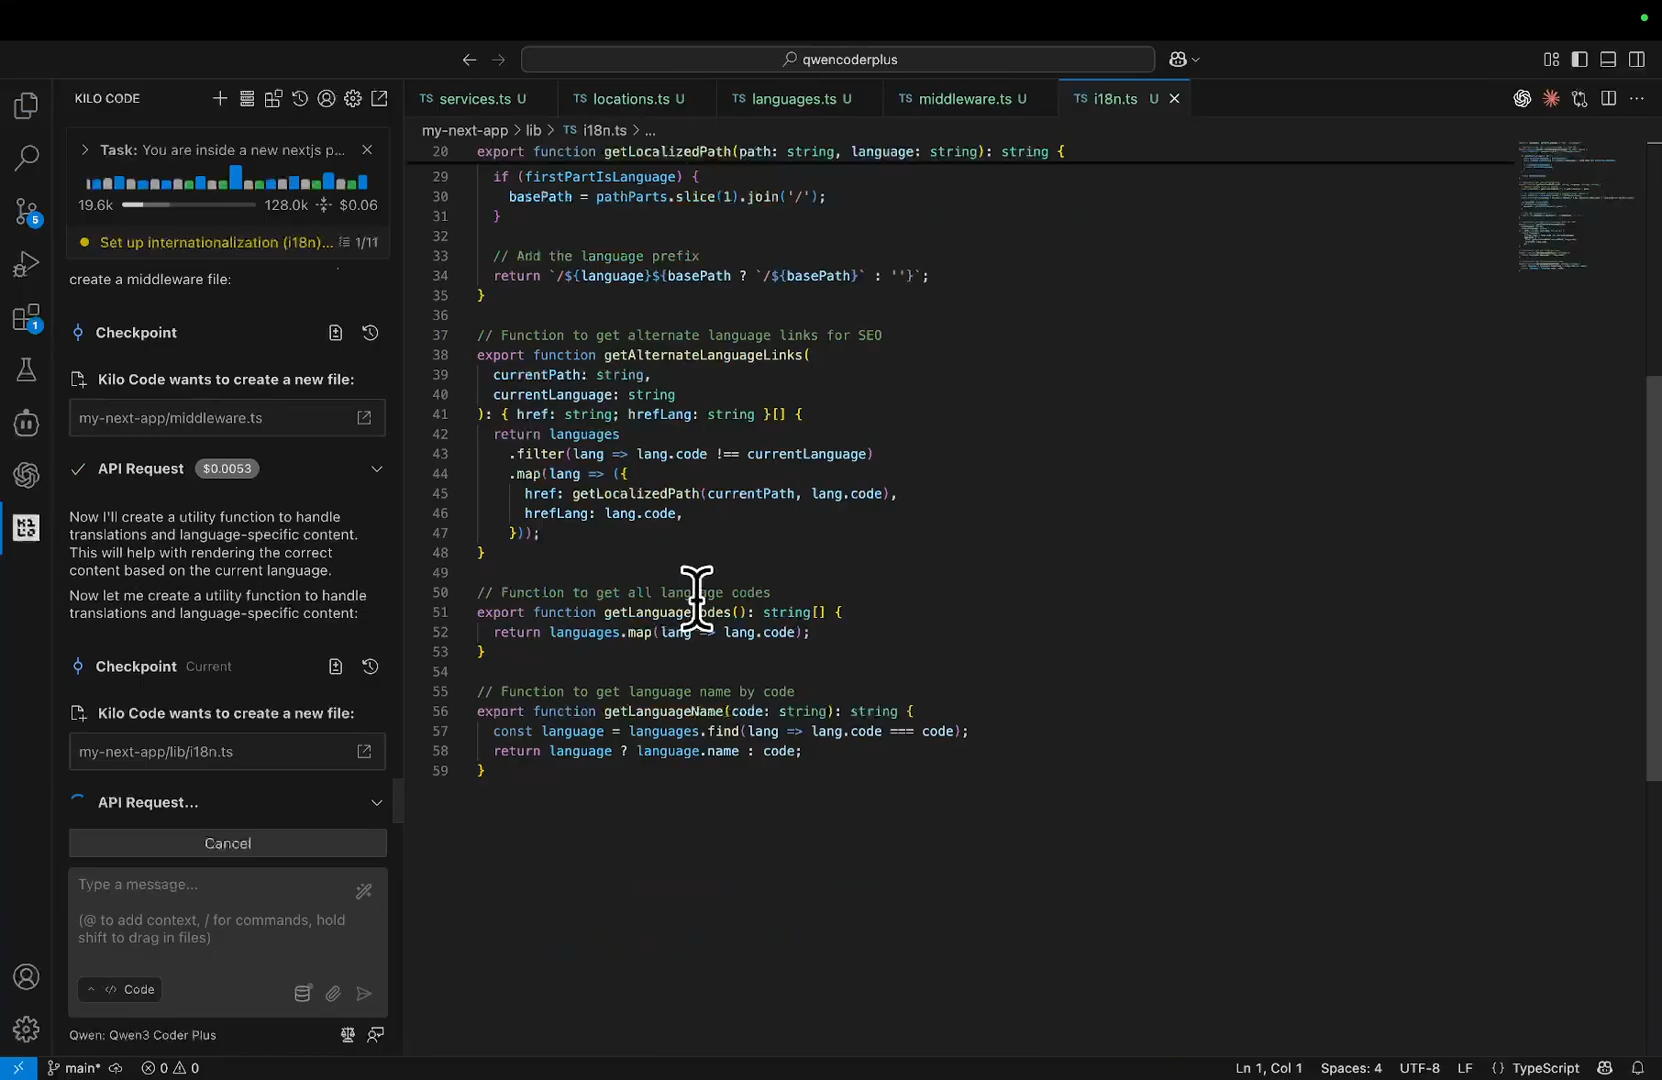 qwencoderplus
KILO CODE
Task: You are inside a new nextjs p...
19.6k 128.0k $0.06
Set up internationalization (i18n)... 1/11
create a middleware file:
Checkpoint
Kilo Code wants to create a new file:
my-next-app/middleware.ts
API Request $0.0053
Now I'll create a utility function to handle
translations and language-specific content.
This will help with rendering the correct
content based on the current language.
Now let me create a utility function to handle
translations and language-specific content:
Checkpoint Current
Kilo Code wants to create a new file:
my-next-app/lib/i18n.ts
API Request...
Cancel
Type a message...
(@ to add context, / for commands, hold
shift to drag in files)
Code
Qwen: Qwen3 Coder Plus
5
1
TS services.ts U TS locations.ts U TS languages.ts U TS middleware.ts U TS i18n.ts U
my-next-app > lib > TS i18n.ts > ...
20 export function getLocalizedPath(path: string, language: string): string {
29 if (firstPartIsLanguage) {
30 basePath = pathParts.slice(1).join('/');
31 }
32
33 // Add the language prefix
34 return `/${language}${basePath ? `/${basePath}` : ''}`;
35 }
36
37 // Function to get alternate language links for SEO
38 export function getAlternateLanguageLinks(
39 currentPath: string,
40 currentLanguage: string
41 ): { href: string; hrefLang: string }[] {
42 return languages
43 .filter(lang => lang.code !== currentLanguage)
44 .map(lang => ({
45 href: getLocalizedPath(currentPath, lang.code),
46 hrefLang: lang.code,
47 }));
48 }
49
50 // Function to get all language codes
51 export function getLanguageCodes(): string[] {
52 return languages.map(lang => lang.code);
53 }
54
55 // Function to get language name by code
56 export function getLanguageName(code: string): string {
57 const language = languages.find(lang => lang.code === code);
58 return language ? language.name : code;
59 }
main* 0 0
Ln 1, Col 1 Spaces: 4 UTF-8 LF {} TypeScript